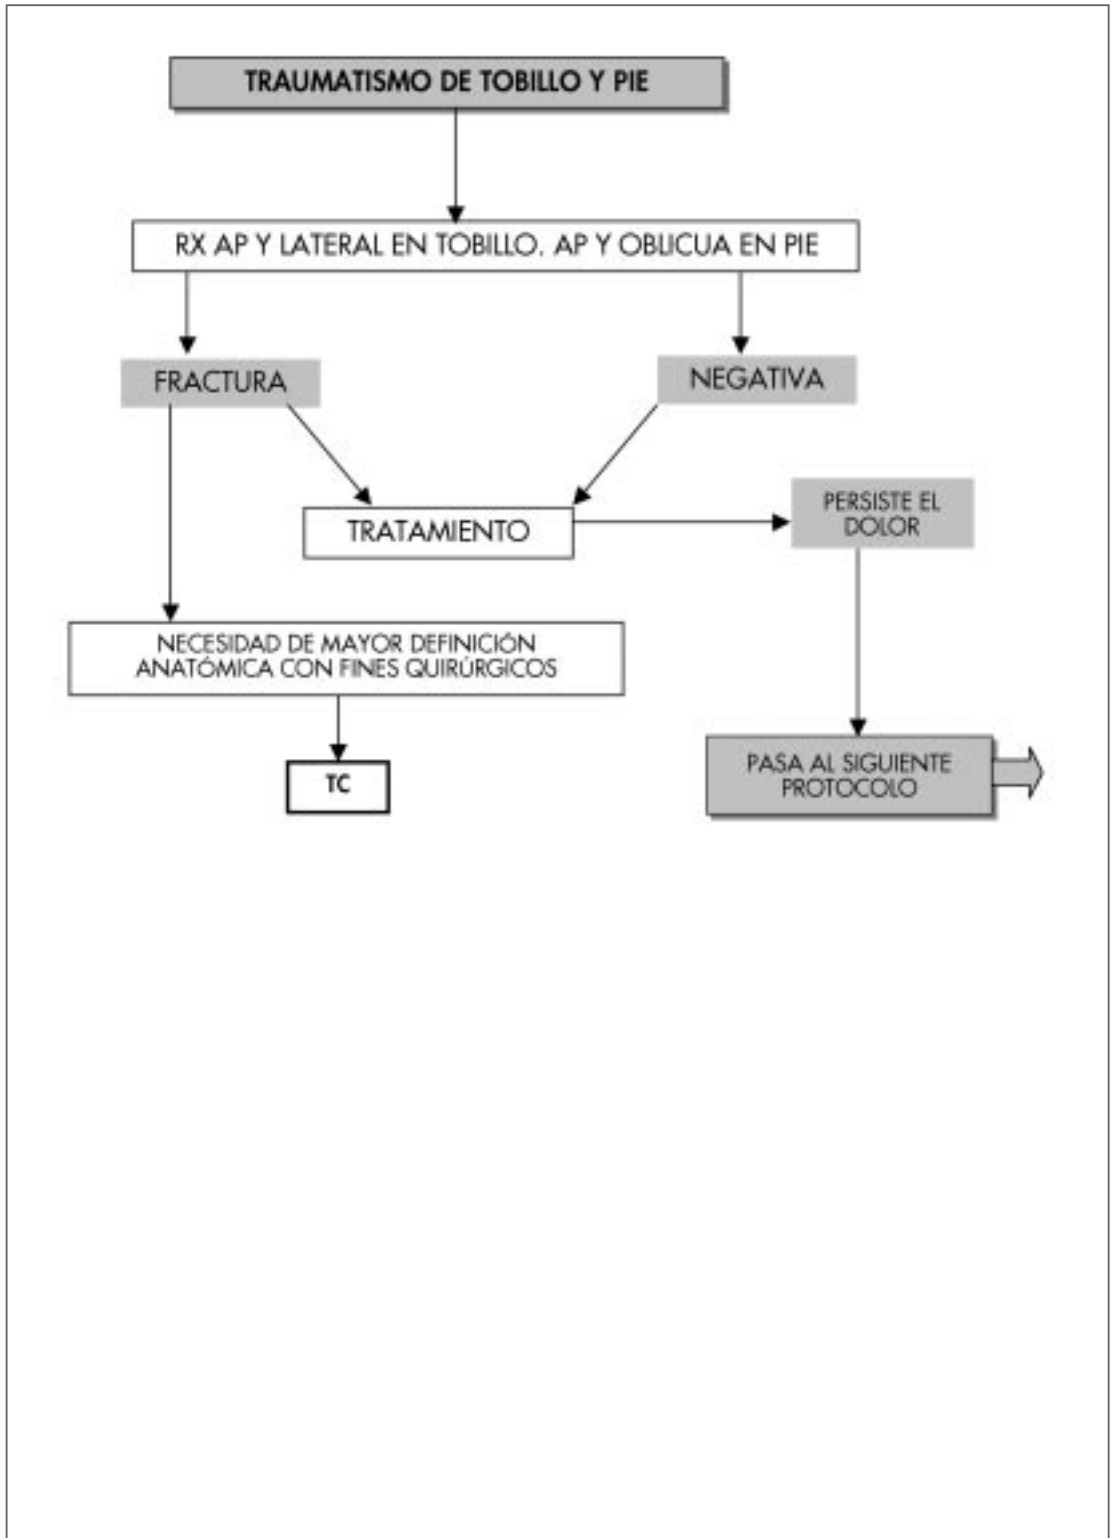 TRAUMATISMO DE TOBILLO Y PIE
RX AP Y LATERAL EN TOBILLO. AP Y OBLICUA EN PIE
FRACTURA
NEGATIVA
TRATAMIENTO
PERSISTE EL
DOLOR
NECESIDAD DE MAYOR DEFINICIÓN
ANATÓMICA CON FINES QUIRÚRGICOS
TC
PASA AL SIGUIENTE
PROTOCOLO